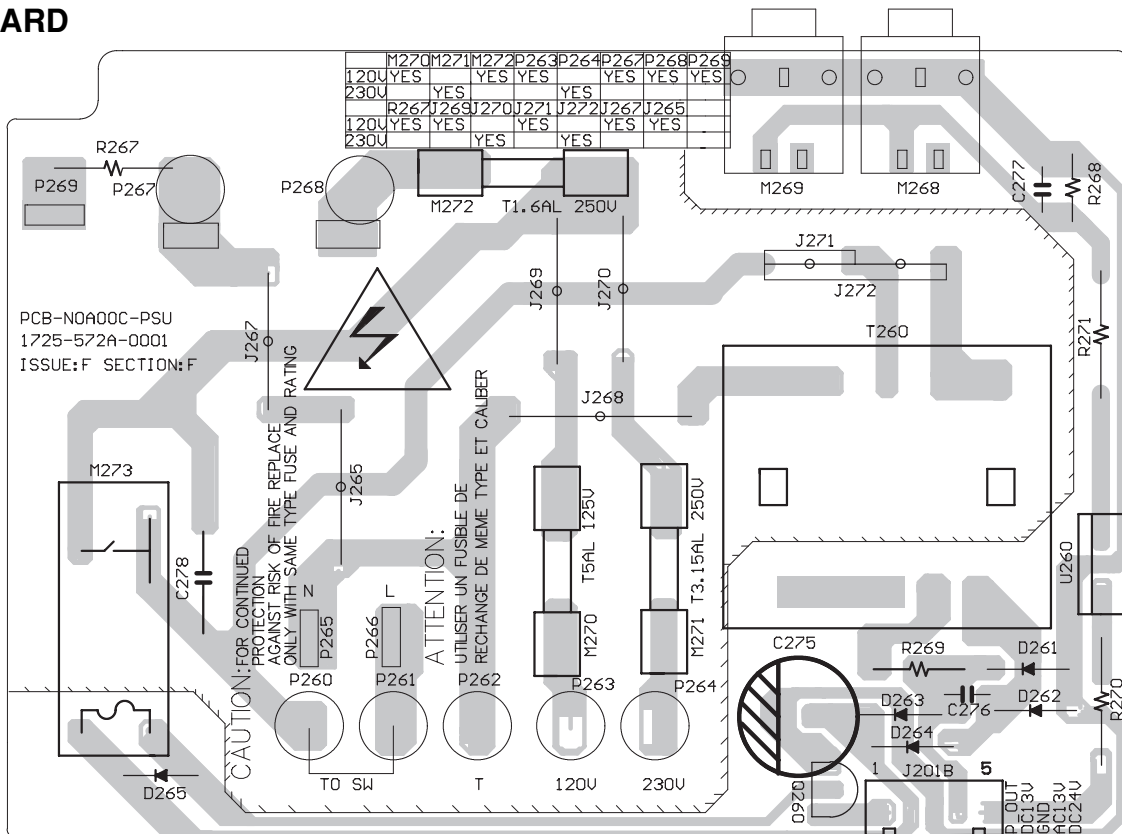 ARD
M270 M271 M272 P263 P264 P267 P268 P269
120V YES YES YES YES YES YES
230V YES YES
R267 J269 J270 J271 J272 J267 J265
120V YES YES YES YES YES
230V YES YES
R267
P269
P267
P268
M272
T1.6AL 250V
M269
M268
C277
R268
J271
J272
J269
J270
PCB-NOA00C-PSU
1725-572A-0001
ISSUE:F SECTION:F
J267
T260
R271
J268
M273
J265
C278
CAUTION:FOR CONTINUED
PROTECTION
AGAINST RISK OF FIRE REPLACE
ONLY WITH SAME TYPE FUSE AND RATING
ATTENTION:
UTLISER UN FUSIBLE DE
RECHANGE DE MEME TYPE ET CALIBER
T5AL 125V
T3.15AL 250V
U260
N
L
P265
P266
M270
M271
P260
P261
P262
P263
P264
C275
R269
D261
C276
D262
D263
D264
R270
TO SW
T
120V
230V
D265
Q260
1
J201B
5
P_OUT
DC13V
GND
AC13V
DC24V